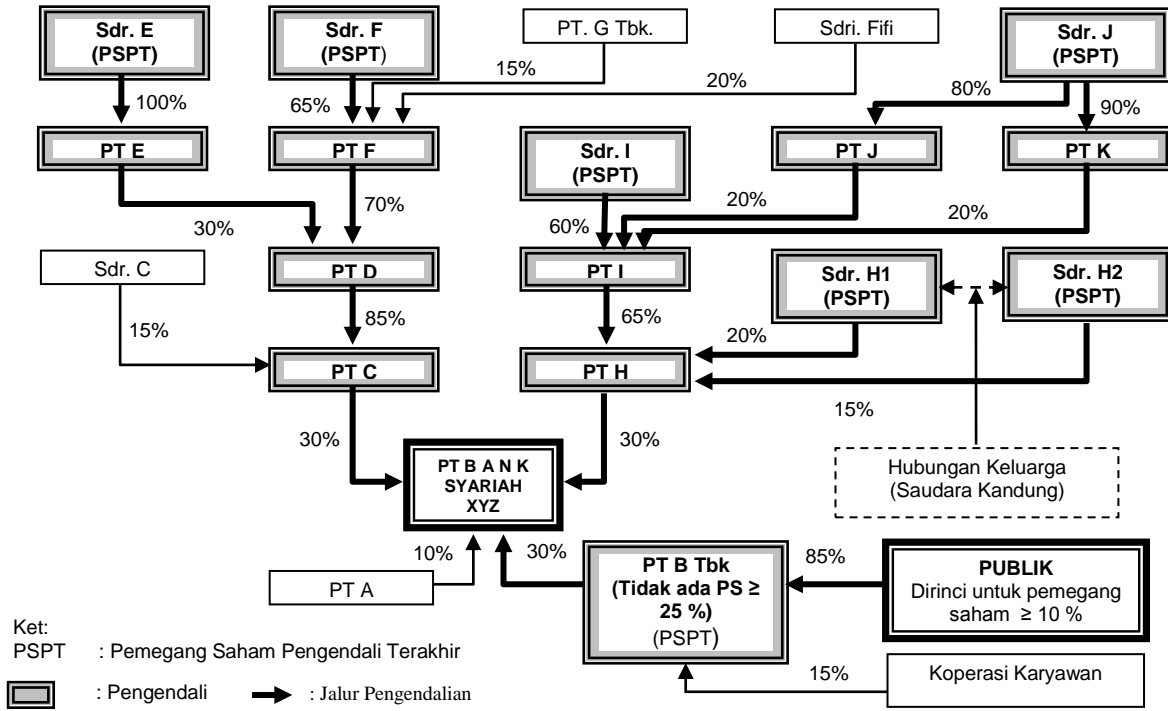 Sdr. E
(PSPT)
Sdr. F
(PSPT)
PT. G Tbk.
Sdri. Fifi
Sdr. J
(PSPT)
100%
65%
15%
20%
80%
90%
PT E
PT F
Sdr. I
(PSPT)
PT J
PT K
30%
70%
60%
20%
20%
Sdr. C
PT D
PT I
Sdr. H1
(PSPT)
Sdr. H2
(PSPT)
15%
85%
65%
20%
PT C
PT H
15%
30%
30%
PT B A N K
SYARIAH
XYZ
Hubungan Keluarga
(Saudara Kandung)
10%
30%
PT A
PT B Tbk
(Tidak ada PS ≥
25 %)
(PSPT)
85%
PUBLIK
Dirinci untuk pemegang
saham ≥ 10 %
15%
Koperasi Karyawan
Ket:
PSPT : Pemegang Saham Pengendali Terakhir
: Pengendali : Jalur Pengendalian